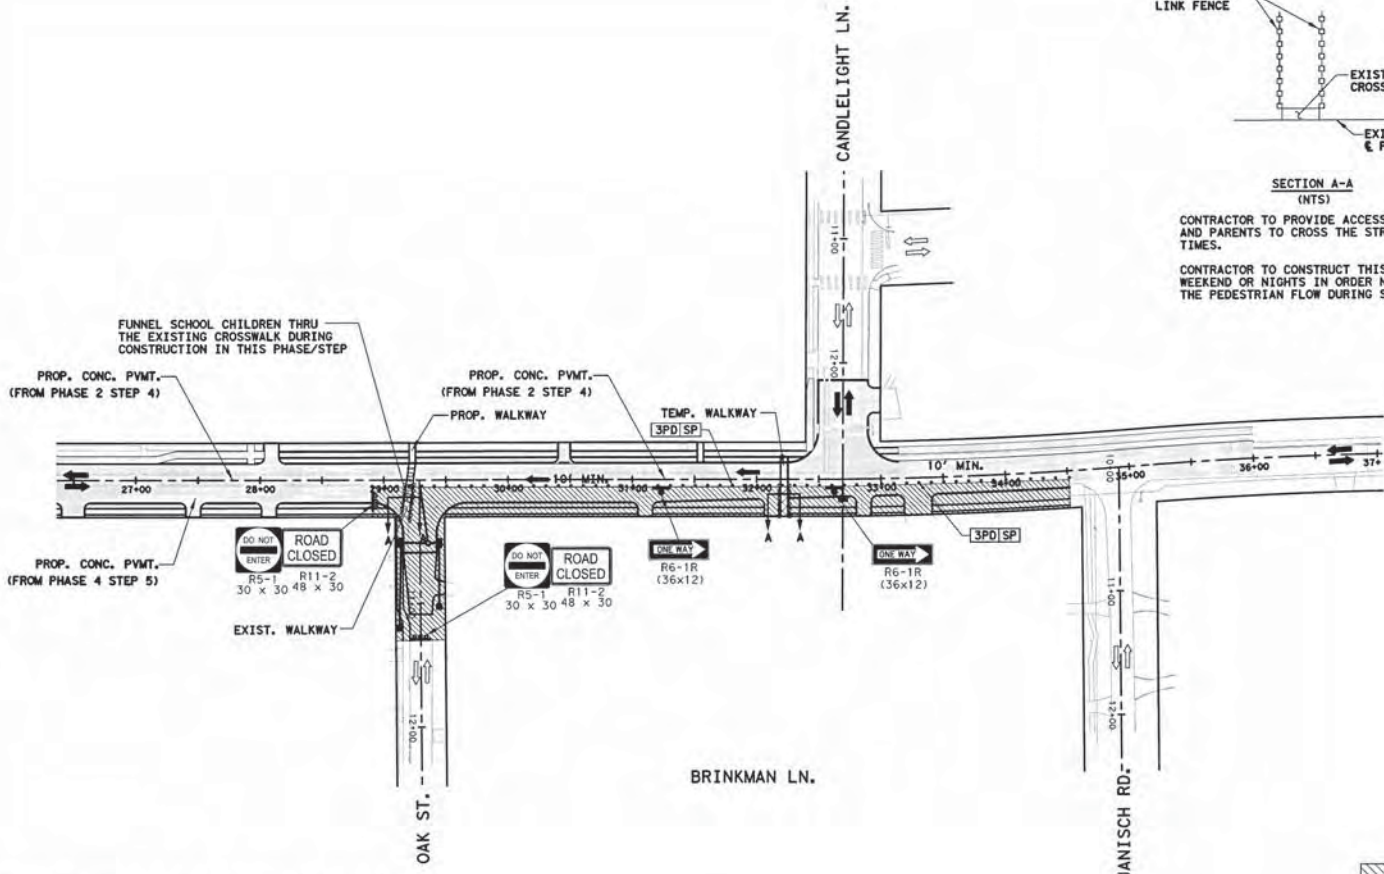 LINK FENCE
EXIST
CROSS
EXI
SECTION A-A
(NTS)
CONTRACTOR TO PROVIDE ACCESS
AND PARENTS TO CROSS THE STR
TIMES.
CONTRACTOR TO CONSTRUCT THIS
WEEKEND OR NIGHTS IN ORDER N
THE PEDESTRIAN FLOW DURING S
CANDLELIGHT LN.
11+00
12+00
FUNNEL SCHOOL CHILDREN THRU
THE EXISTING CROSSWALK DURING
CONSTRUCTION IN THIS PHASE/STEP
PROP. CONC. PVMT.
(FROM PHASE 2 STEP 4)
PROP. CONC. PVMT.
(FROM PHASE 2 STEP 4)
PROP. WALKWAY
TEMP. WALKWAY
3PD SP
10' MIN.
10' MIN.
27+00
28+00
29+00
30+00
31+00
32+00
33+00
34+00
35+00
36+00
37+
10+00
A
A
A
A
3PD SP
DO NOT
ENTER
ROAD
CLOSED
R5-1
30 x 30
R11-2
48 x 30
DO NOT
ENTER
ROAD
CLOSED
R5-1
30 x 30
R11-2
48 x 30
ONE WAY
R6-1R
(36x12)
ONE WAY
R6-1R
(36x12)
PROP. CONC. PVMT.
(FROM PHASE 4 STEP 5)
EXIST. WALKWAY
11+00
12+00
12+00
BRINKMAN LN.
OAK ST.
JANISCH RD.